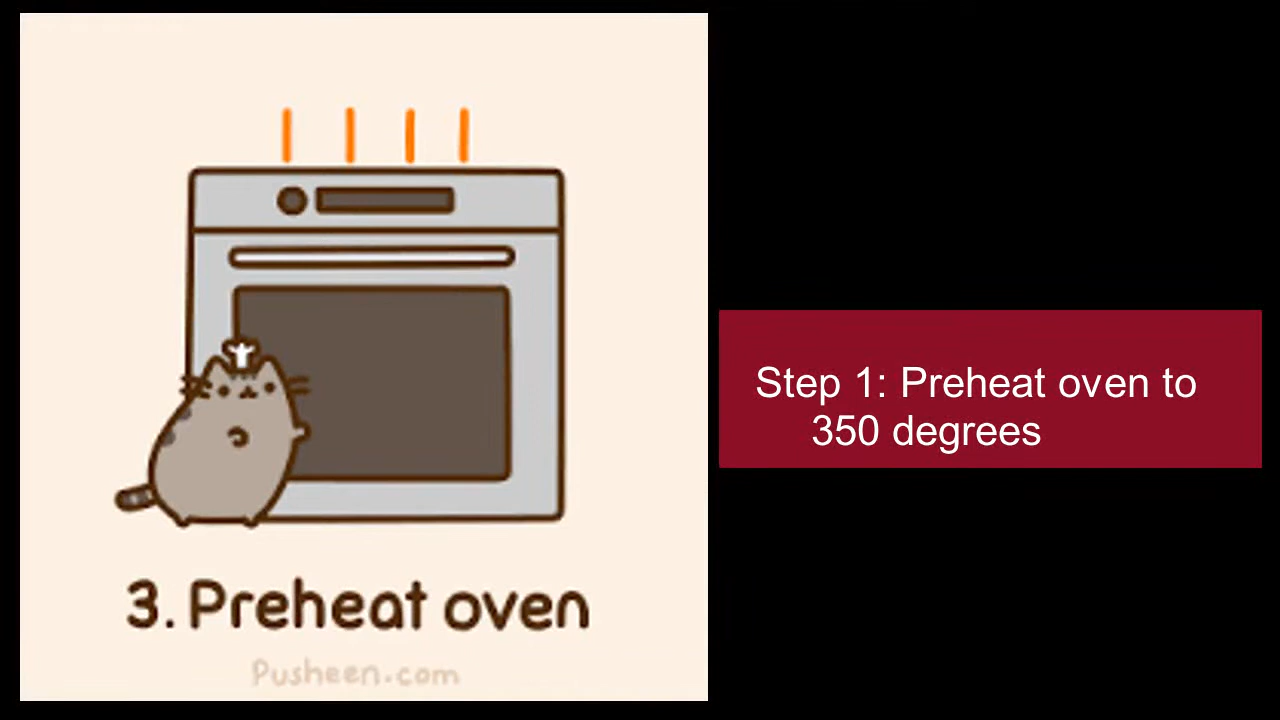 3. Preheat oven
Pusheen.com
Step 1: Preheat oven to
350 degrees